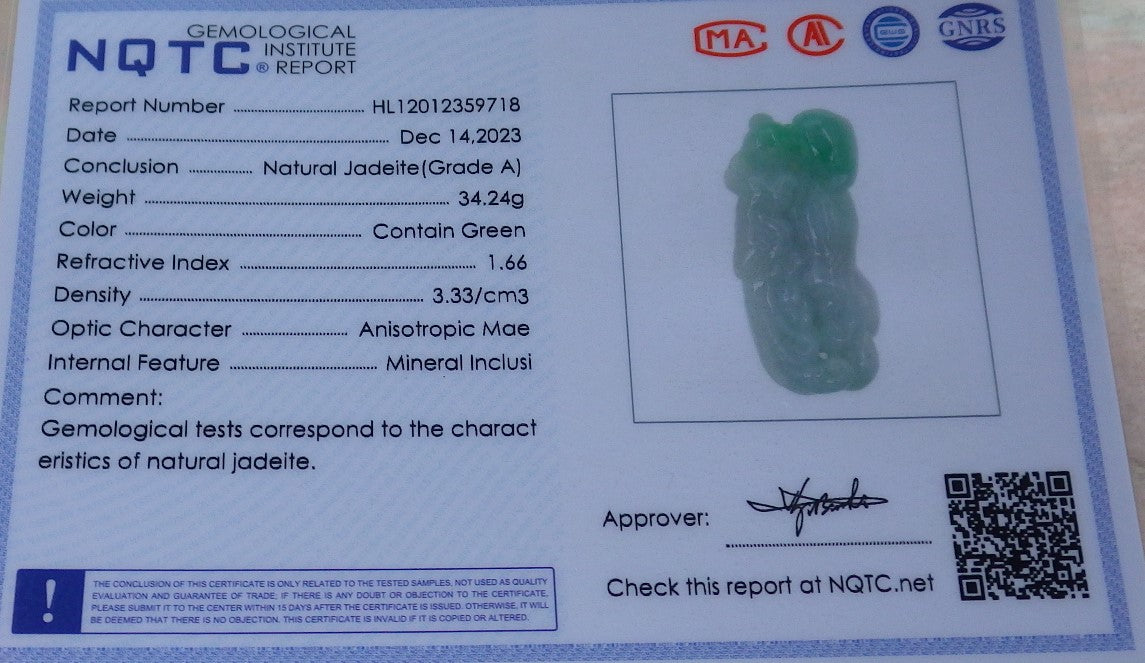 NQTC® GEMOLOGICAL INSTITUTE REPORT
MA
AL
GWS
GNRS
Report Number HL12012359718
Date Dec 14,2023
Conclusion Natural Jadeite(Grade A)
Weight 34.24g
Color Contain Green
Refractive Index 1.66
Density 3.33/cm3
Optic Character Anisotropic Mae
Internal Feature Mineral Inclusi
Comment:
Gemological tests correspond to the charact
eristics of natural jadeite.
Approver:
Check this report at NQTC.net
!
THE CONCLUSION OF THIS CERTIFICATE IS ONLY RELATED TO THE TESTED SAMPLES, NOT USED AS QUALITY
EVALUATION AND GUARANTEE OF TRADE; IF THERE IS ANY DOUBT OR OBJECTION TO THE CERTIFICATE,
PLEASE SUBMIT IT TO THE CENTER WITHIN 15 DAYS AFTER THE CERTIFICATE IS ISSUED. OTHERWISE, IT WILL
BE DEEMED THAT THERE IS NO OBJECTION. THIS CERTIFICATE IS INVALID IF IT IS COPIED OR ALTERED.